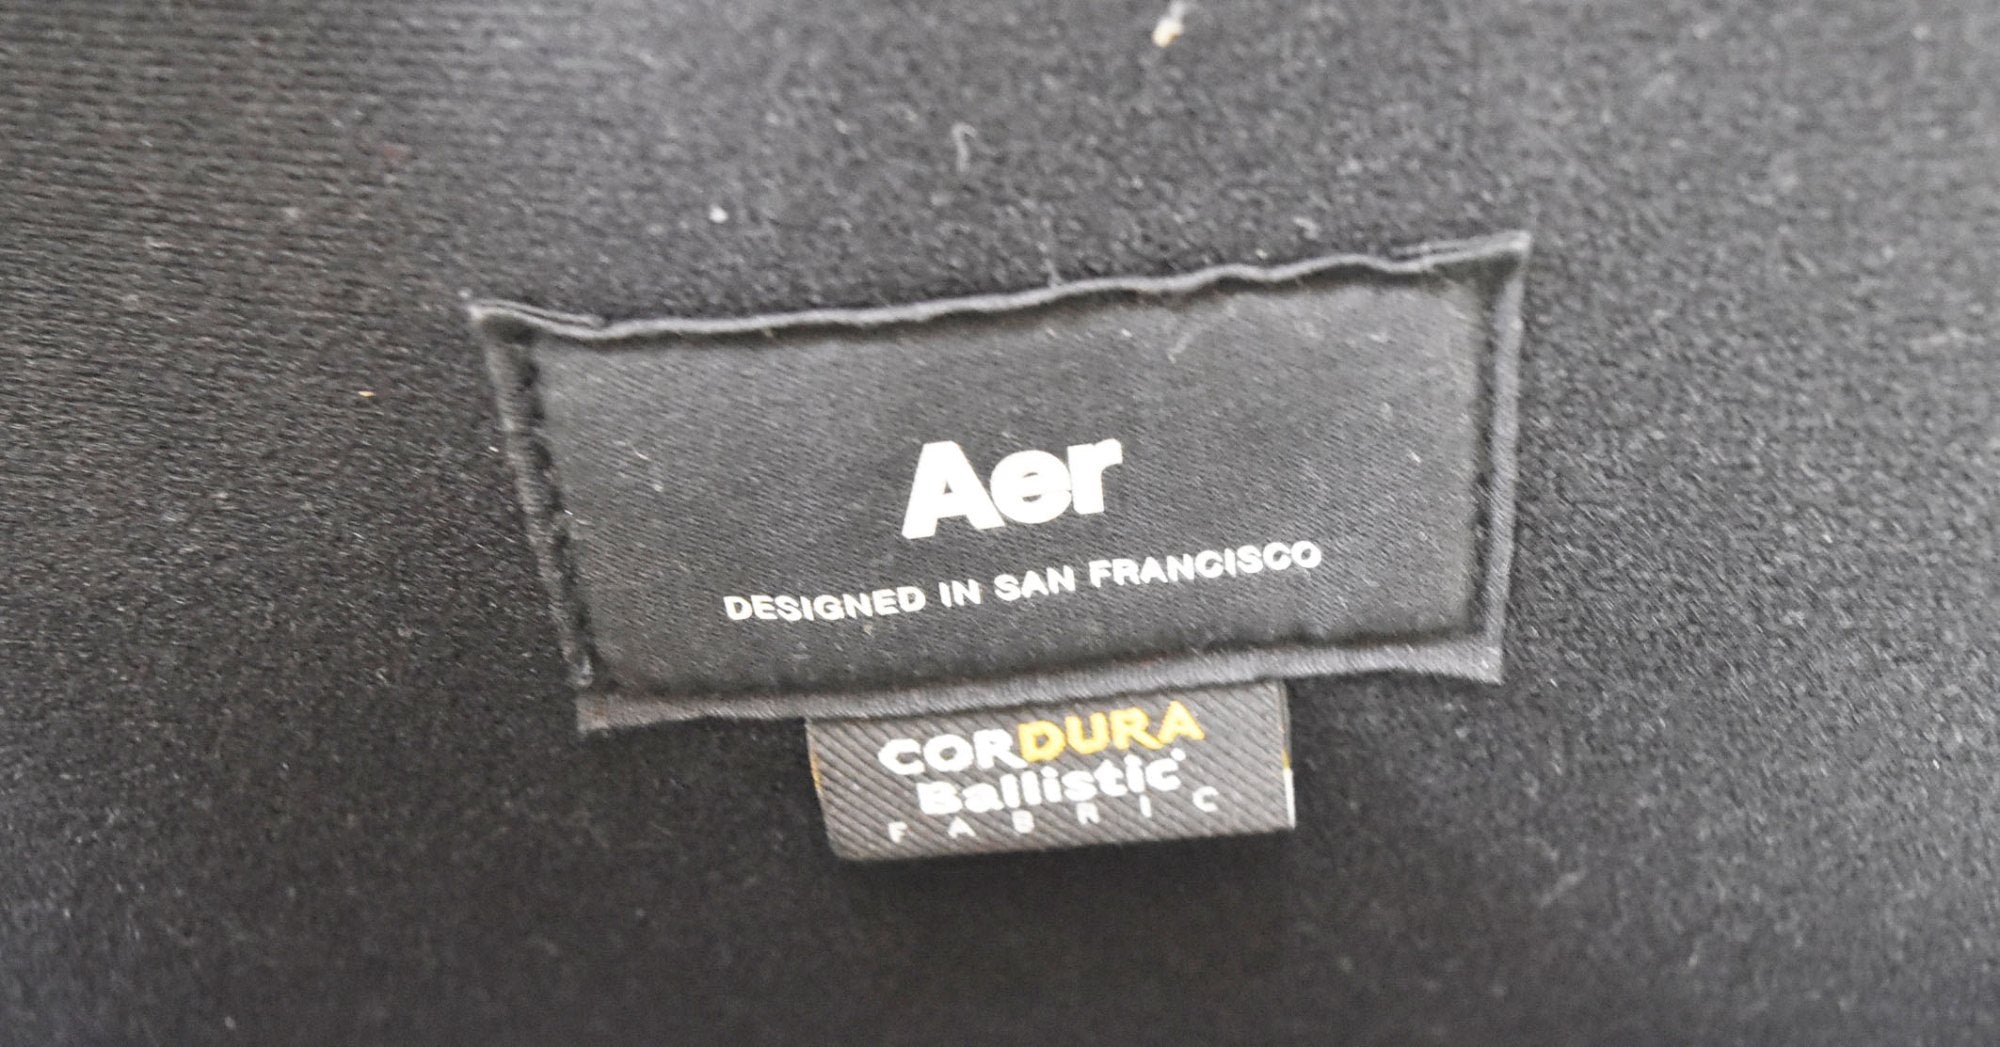 Aer
DESIGNED IN SAN FRANCISCO
CORDURA
Ballistic®
FABRIC